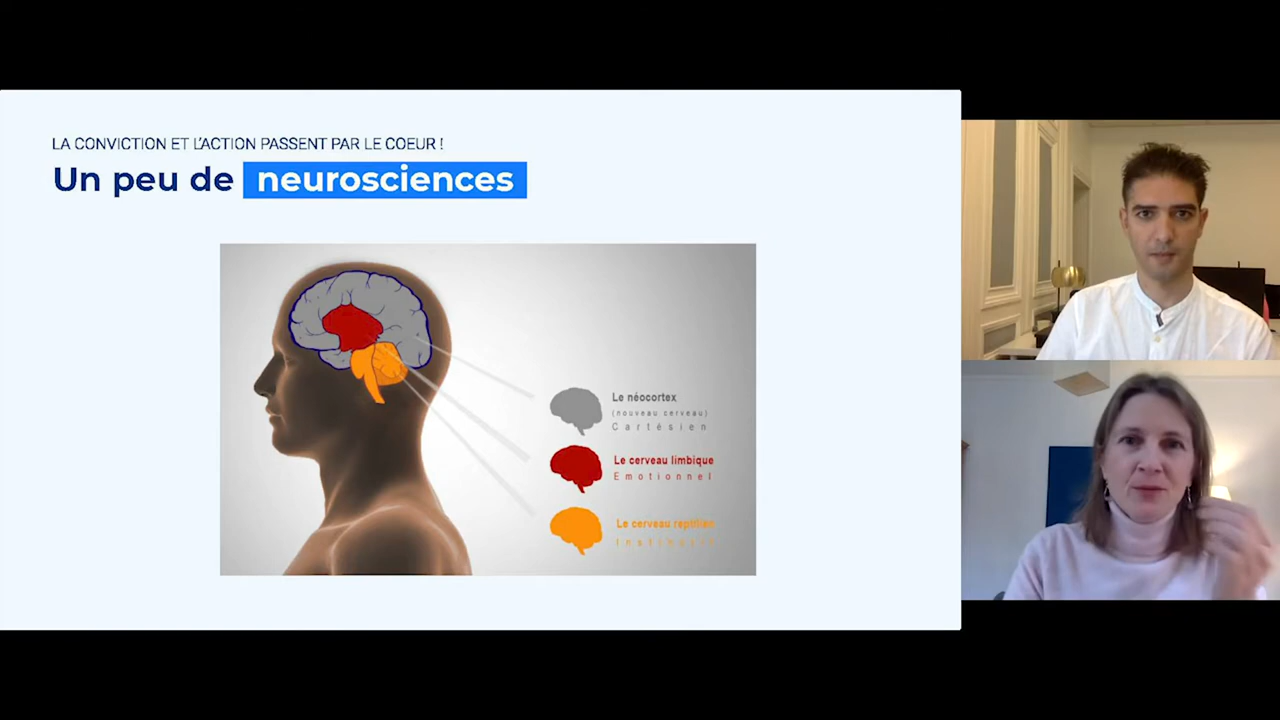 LA CONVICTION ET L'ACTION PASSENT PAR LE COEUR !
Un peu de neurosciences
Le néocortex
(nouveau cerveau)
Cartésien
Le cerveau limbique
Emotionnel
Le cerveau reptilien
Instinctif